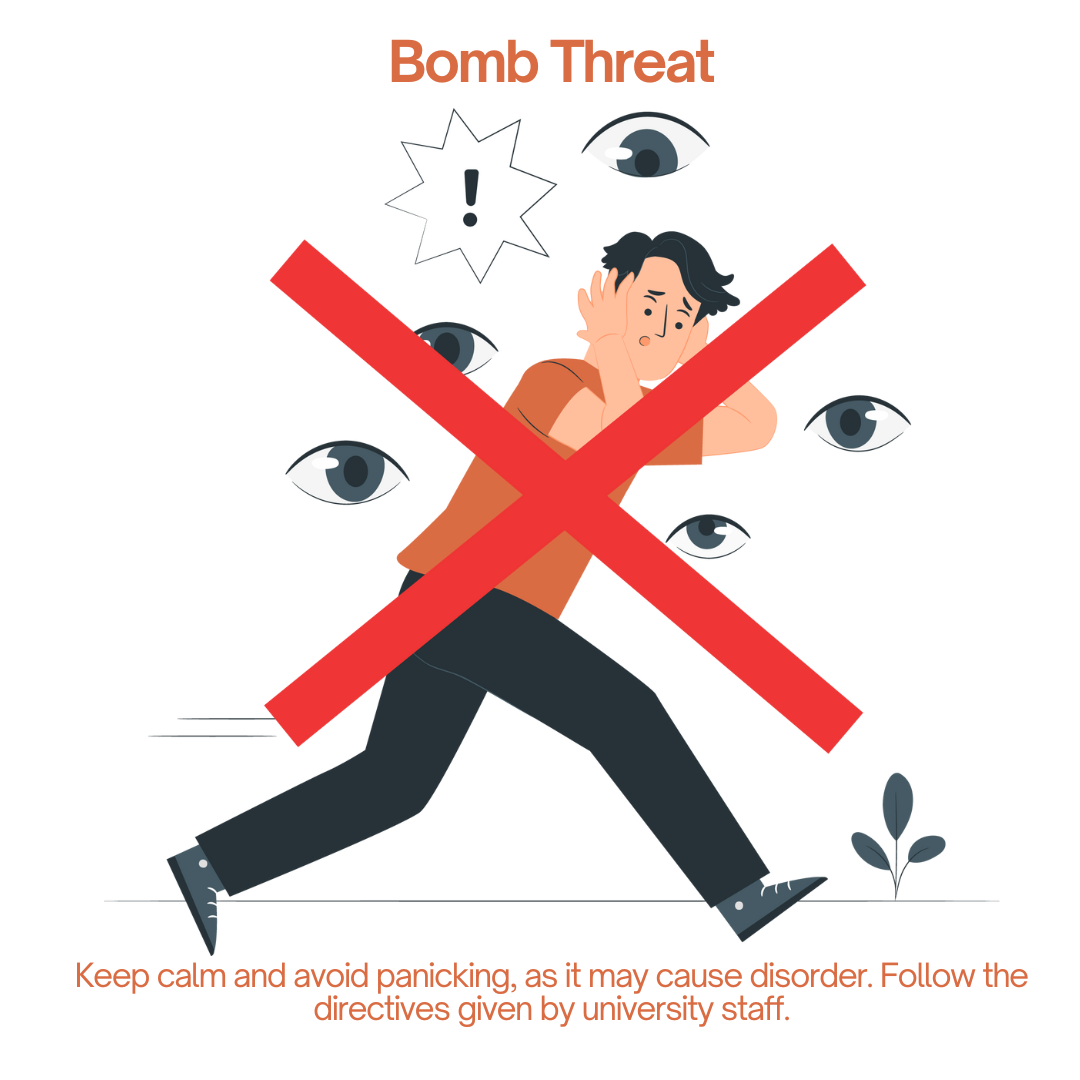 Bomb Threat
!
Keep calm and avoid panicking, as it may cause disorder. Follow the
directives given by university staff.